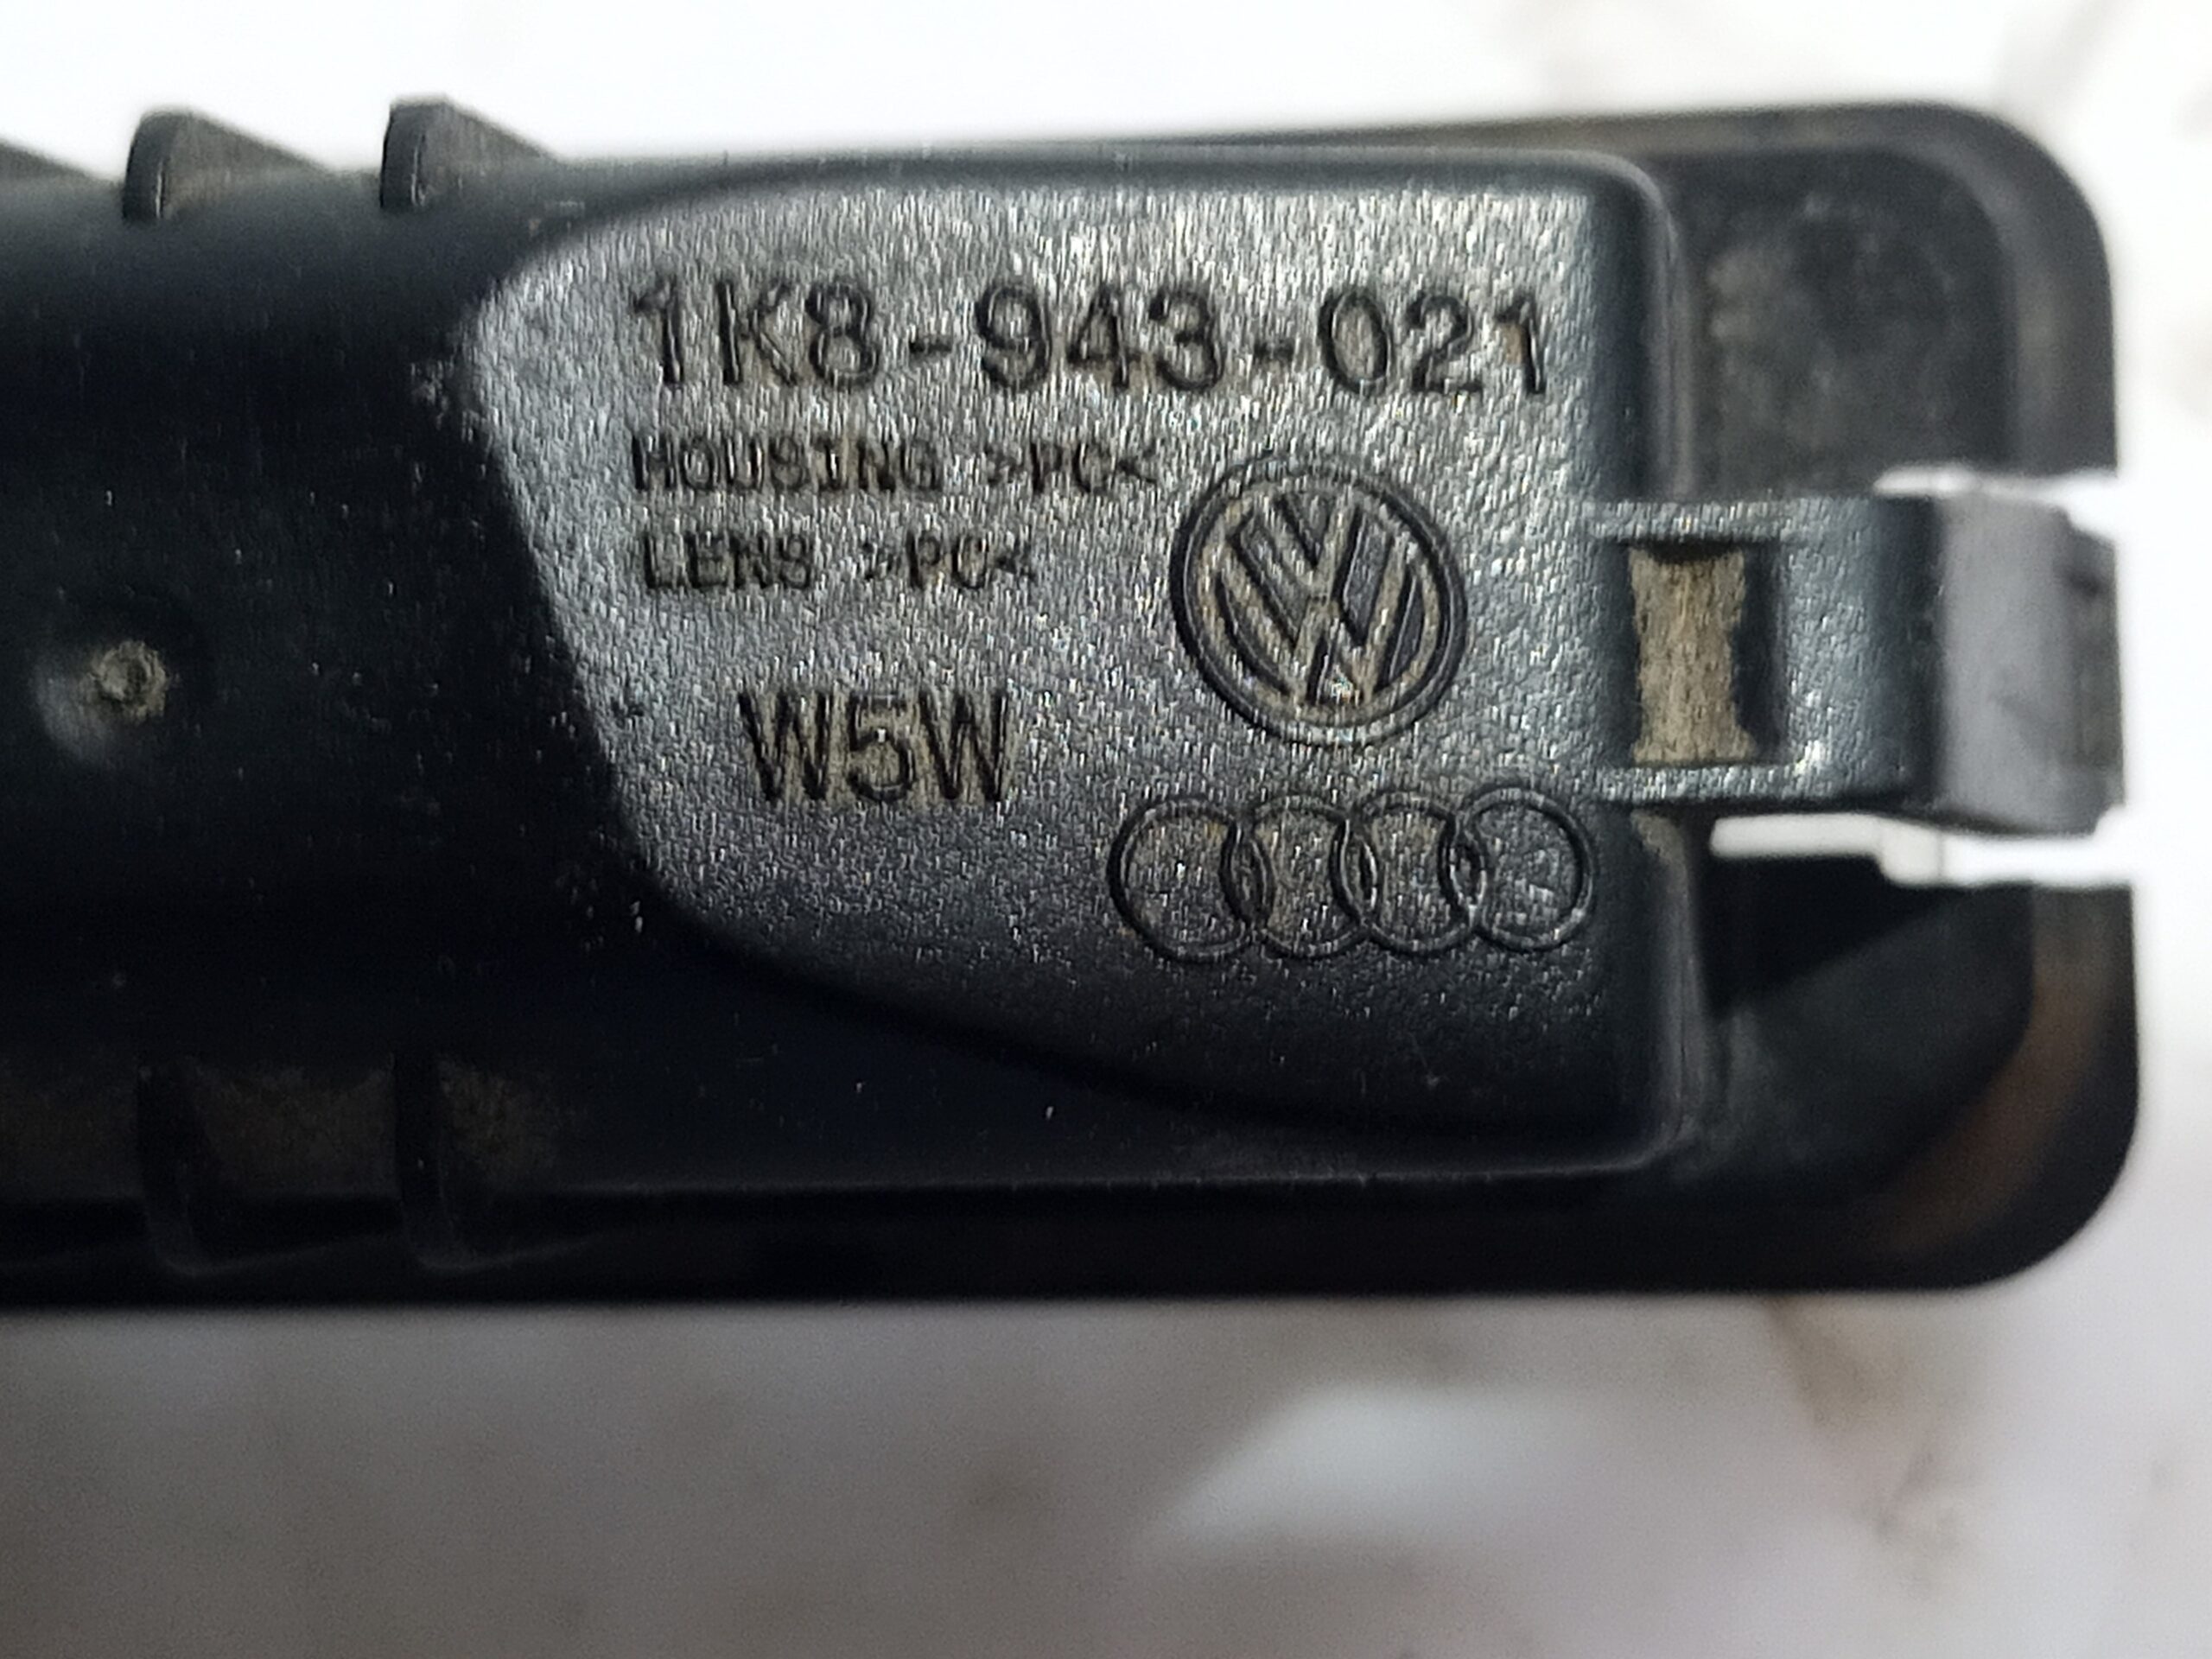 1K8-943-021
HOUSING >PC<
LENS >PC<
W5W